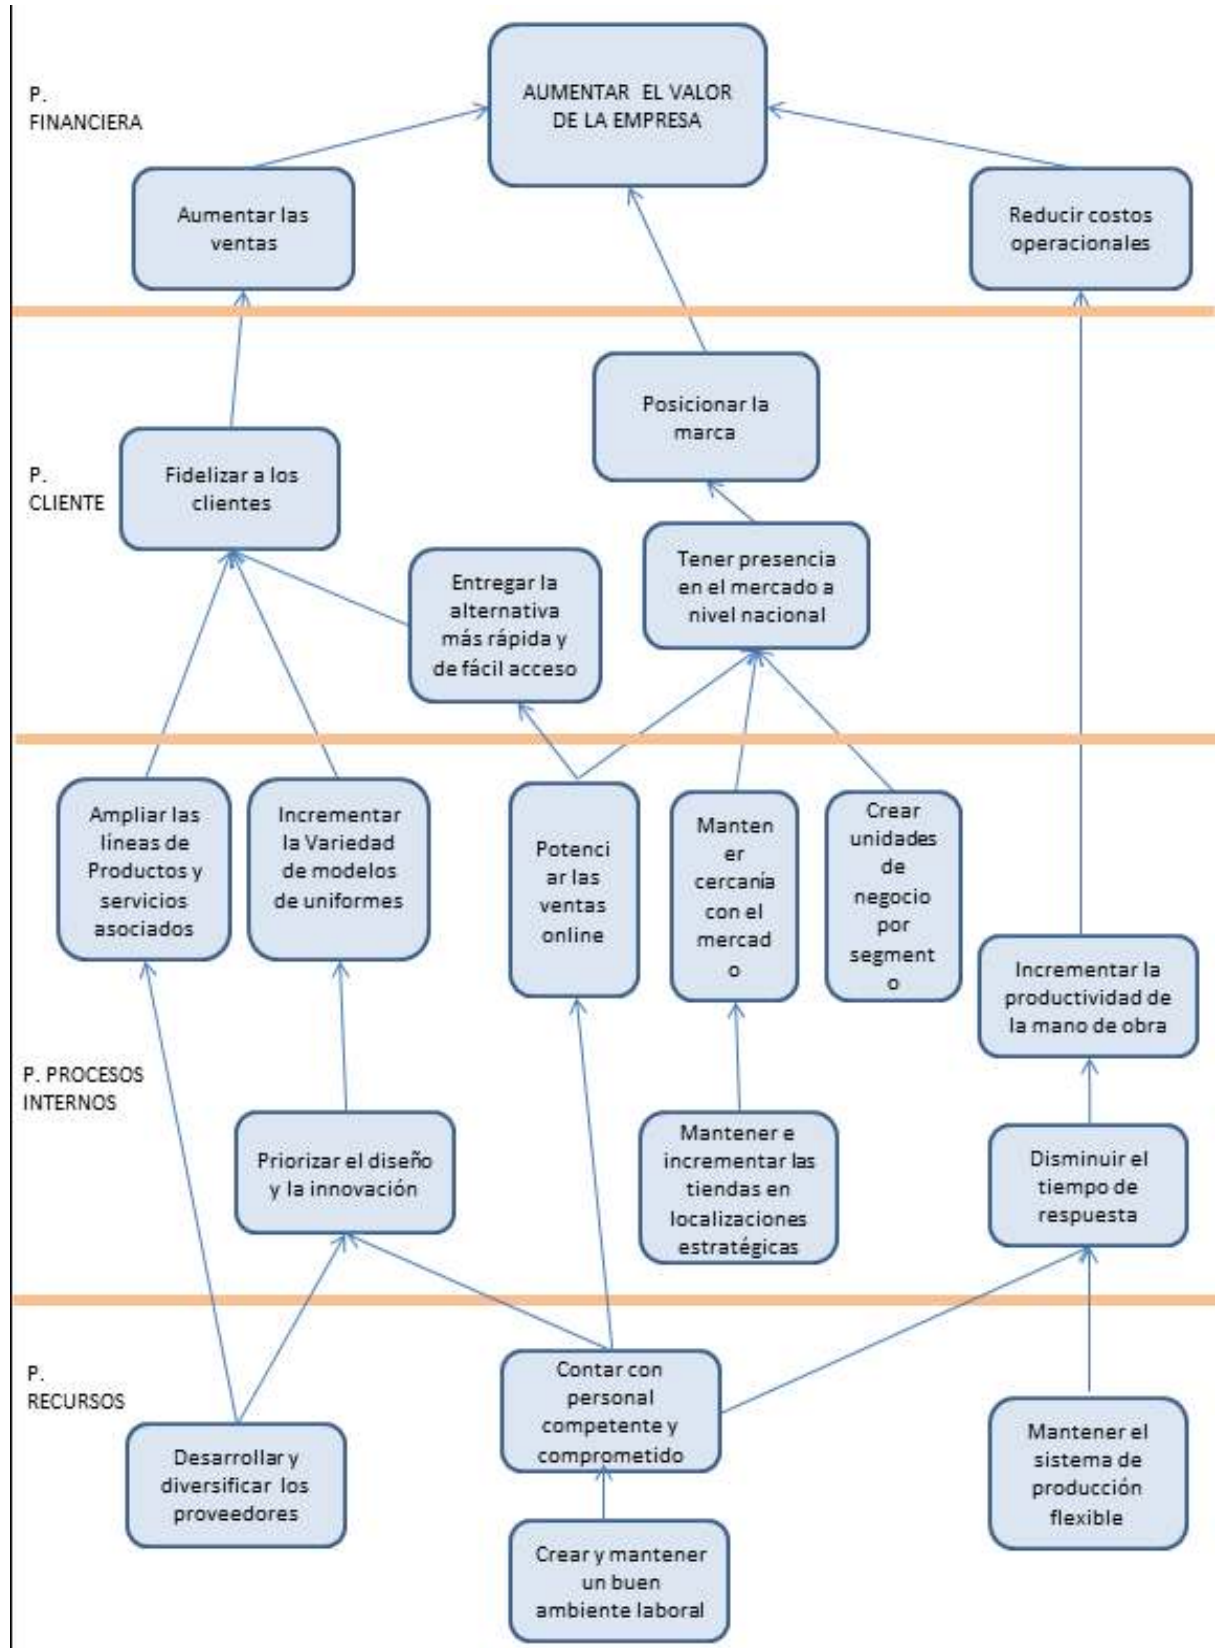 P.
FINANCIERA
AUMENTAR EL VALOR
DE LA EMPRESA
Aumentar las
ventas
Reducir costos
operacionales
P.
CLIENTE
Posicionar la
marca
Fidelizar a los
clientes
Entregar la
alternativa
más rápida y
de fácil acceso
Tener presencia
en el mercado a
nivel nacional
Ampliar las
líneas de
Productos y
servicios
asociados
Incrementar
la Variedad
de modelos
de uniformes
Potenci
ar las
ventas
online
Manten
er
cercanía
con el
mercad
o
Crear
unidades
de
negocio
por
segment
o
Incrementar la
productividad de
la mano de obra
P. PROCESOS
INTERNOS
Priorizar el diseño
y la innovación
Mantener e
incrementar las
tiendas en
localizaciones
estratégicas
Disminuir el
tiempo de
respuesta
P.
RECURSOS
Desarrollar y
diversificar los
proveedores
Contar con
personal
competente y
comprometido
Mantener el
sistema de
producción
flexible
Crear y mantener
un buen
ambiente laboral